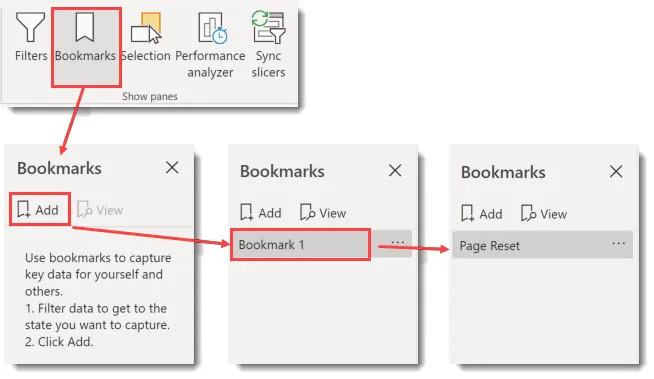 Filters Bookmarks Selection Performance analyzer Sync slicers
Show panes
Bookmarks
Add View
Use bookmarks to capture
key data for yourself and
others.
1. Filter data to get to the
state you want to capture.
2. Click Add.
Bookmarks
Add View
Bookmark 1 ...
Bookmarks
Add View
Page Reset ...